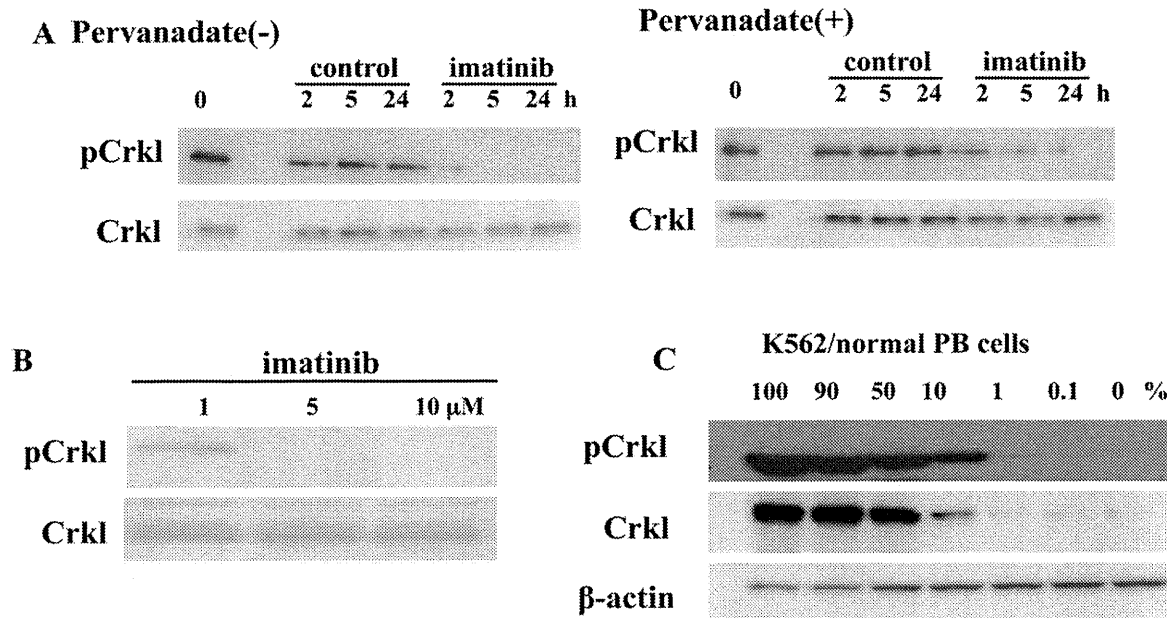 A Pervanadate(-)
control imatinib
0 2 5 24 2 5 24 h
pCrkl
Crkl
Pervanadate(+)
control imatinib
0 2 5 24 2 5 24 h
pCrkl
Crkl
B
imatinib
1 5 10 μM
pCrkl
Crkl
C
K562/normal PB cells
100 90 50 10 1 0.1 0 %
pCrkl
Crkl
β-actin